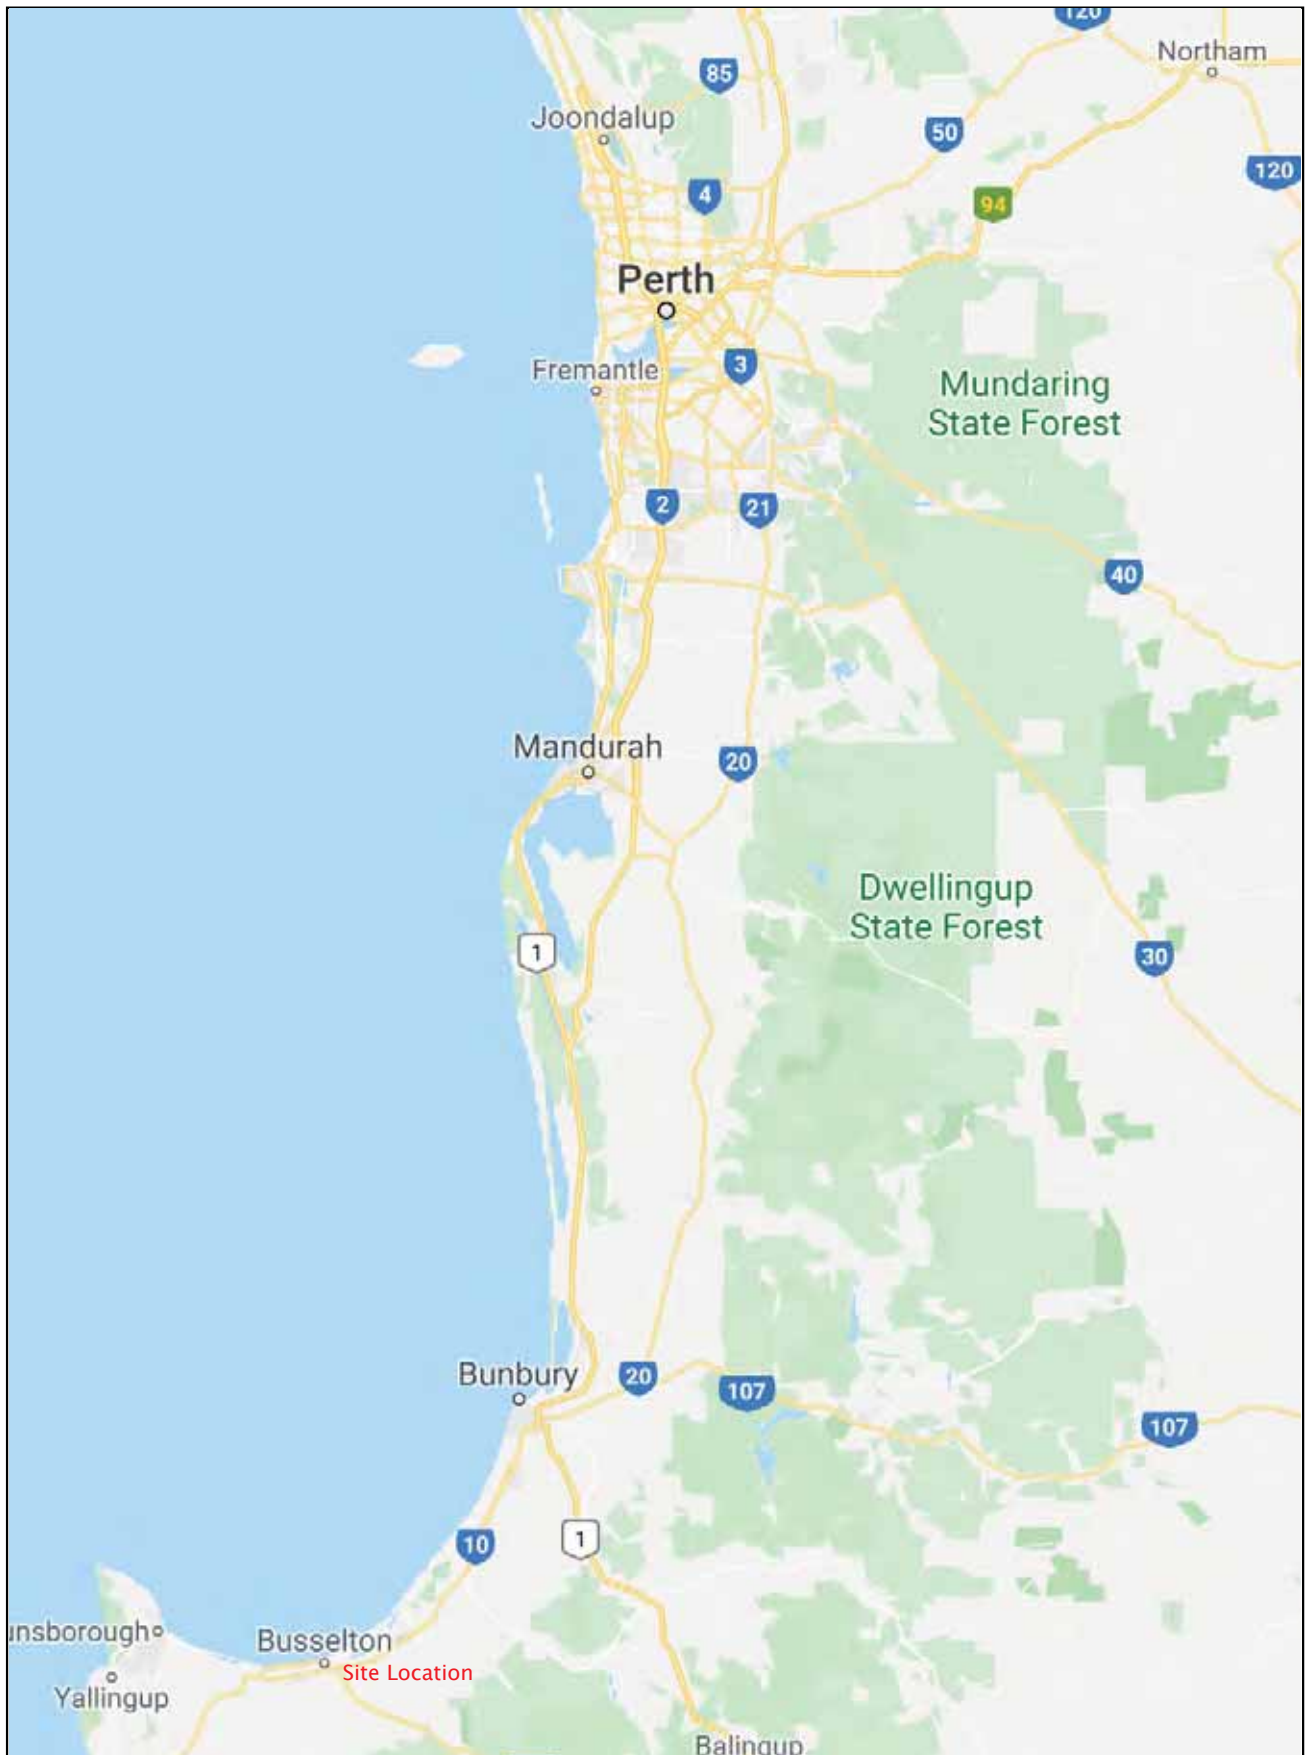 120
Northam
85
Joondalup
50
120
4
94
Perth
3
Fremantle
Mundaring
State Forest
2
21
40
Mandurah
20
Dwellingup
State Forest
1
30
Bunbury
20
107
107
10
1
unsborough
Busselton
Site Location
Yallingup
Balingup